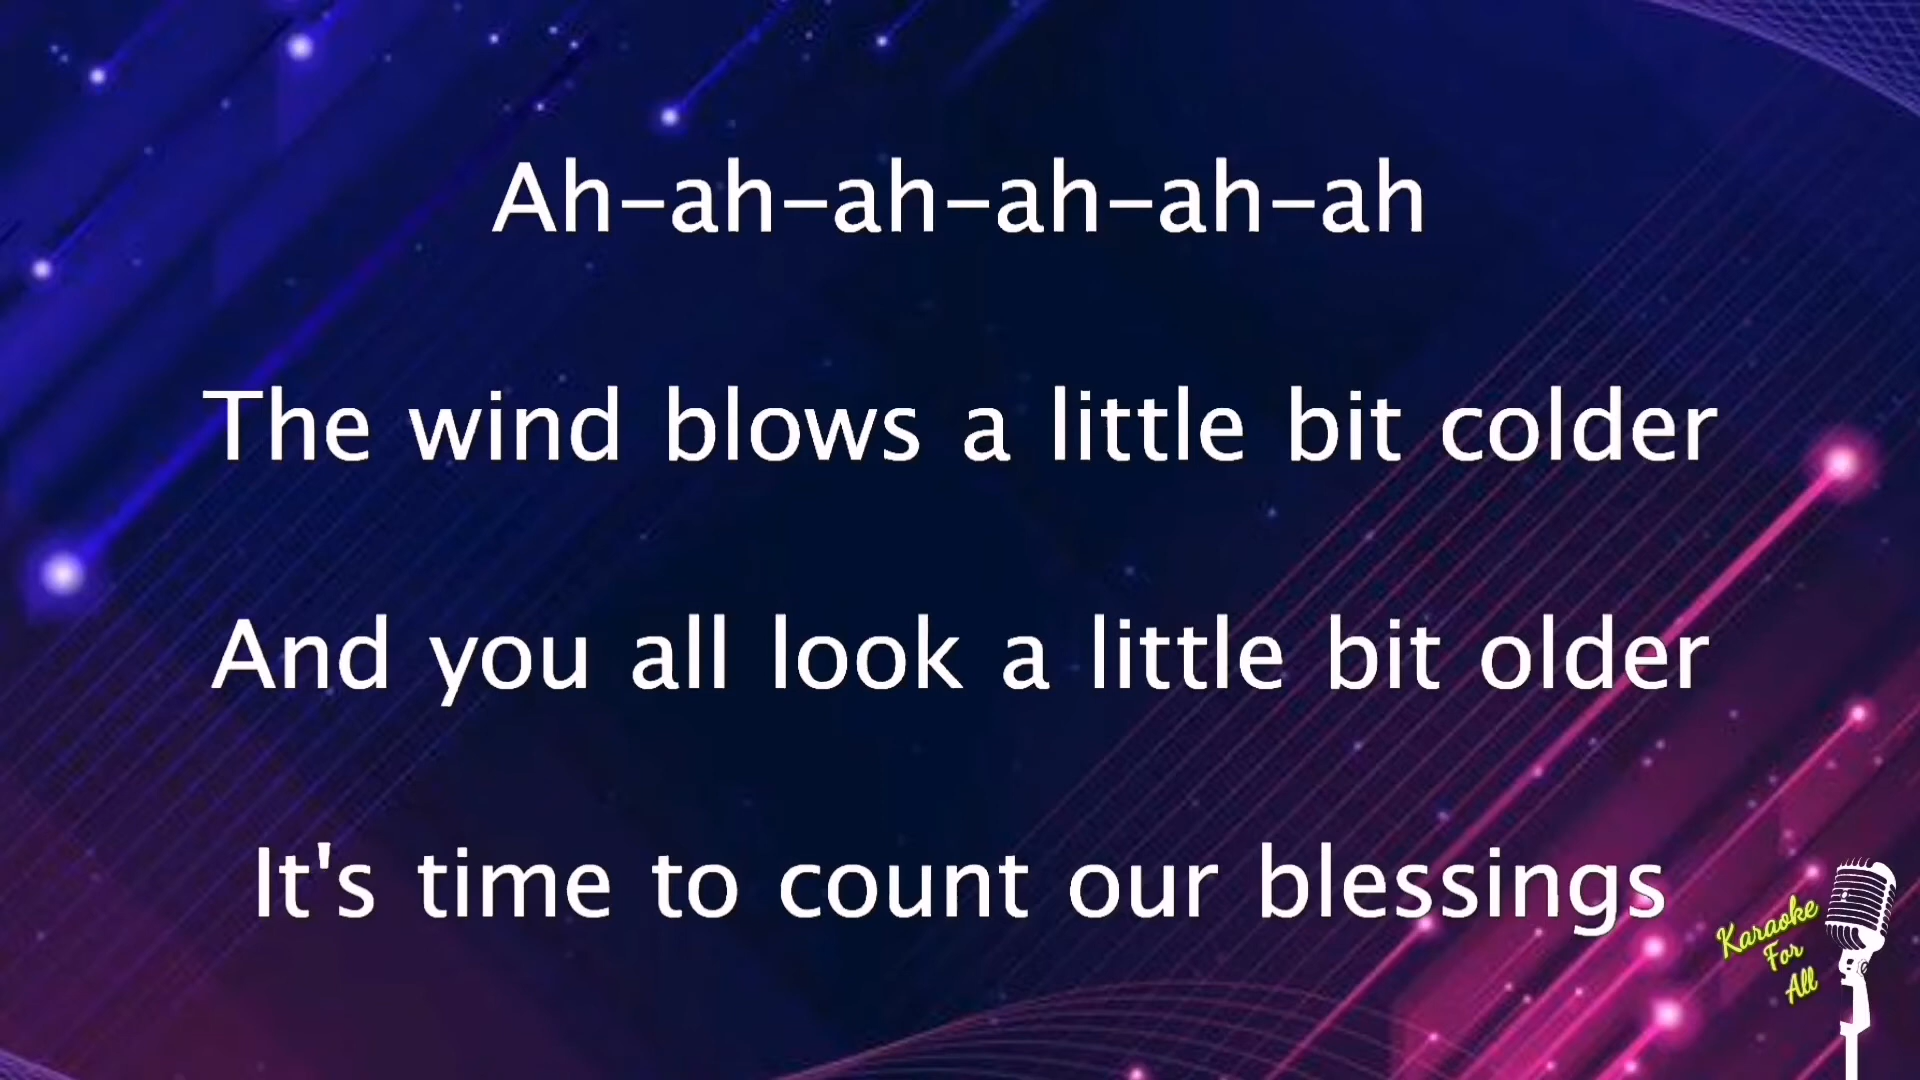 Ah-ah-ah-ah-ah-ah
The wind blows a little bit colder
And you all look a little bit older
It's time to count our blessings
Karaoke
For
All